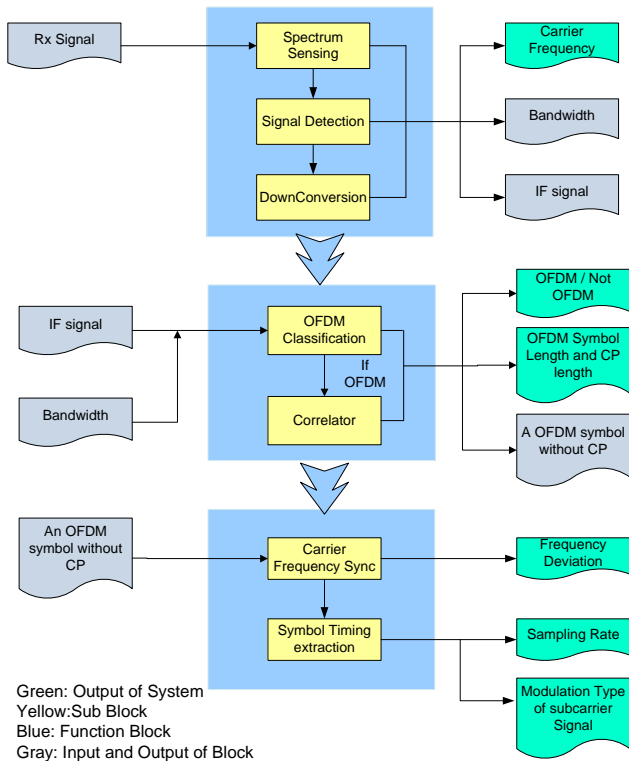 Rx Signal
Spectrum
Sensing
Signal Detection
DownConversion
Carrier
Frequency
Bandwidth
IF signal
IF signal
Bandwidth
OFDM
Classification
If
OFDM
Correlator
OFDM / Not
OFDM
OFDM Symbol
Length and CP
length
A OFDM symbol
without CP
An OFDM
symbol without
CP
Carrier
Frequency Sync
Symbol Timing
extraction
Frequency
Deviation
Sampling Rate
Modulation Type
of subcarrier
Signal
Green: Output of System
Yellow:Sub Block
Blue: Function Block
Gray: Input and Output of Block